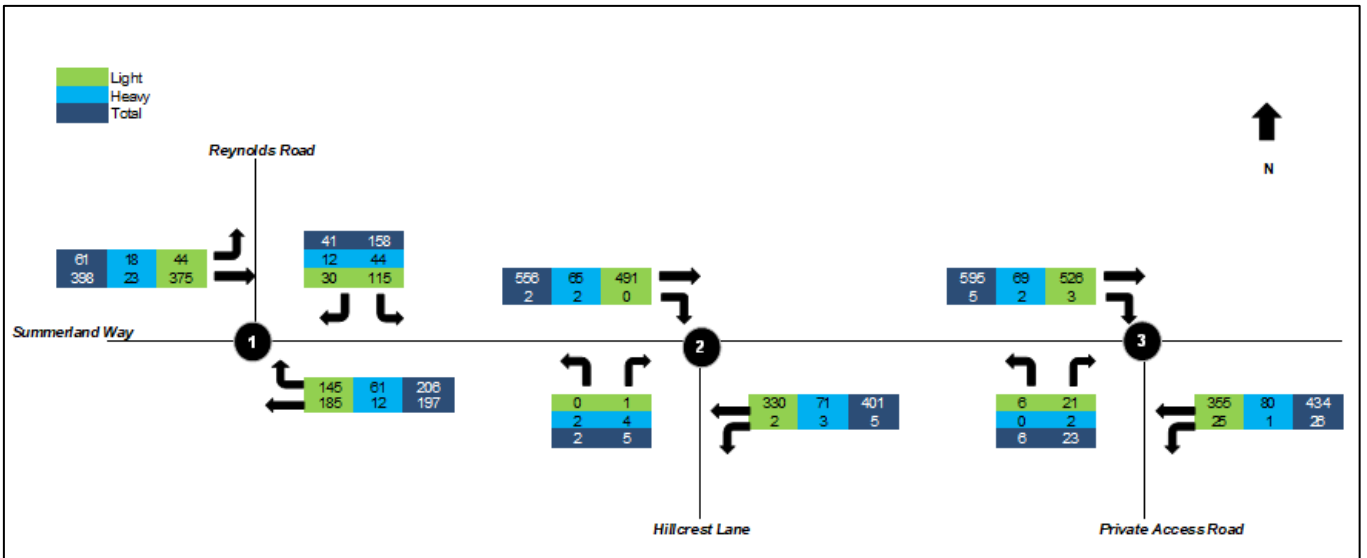 Light
Heavy
Total
N
Reynolds Road
61 18 44
398 23 375
41 158
12 44
30 115
556 65 491
2 2 0
595 69 526
5 2 3
Summerland Way
1
2
3
145 61 206
185 12 197
0 1
2 4
2 5
330 71 401
2 3 5
6 21
0 2
6 23
355 80 434
25 1 26
Hillcrest Lane
Private Access Road